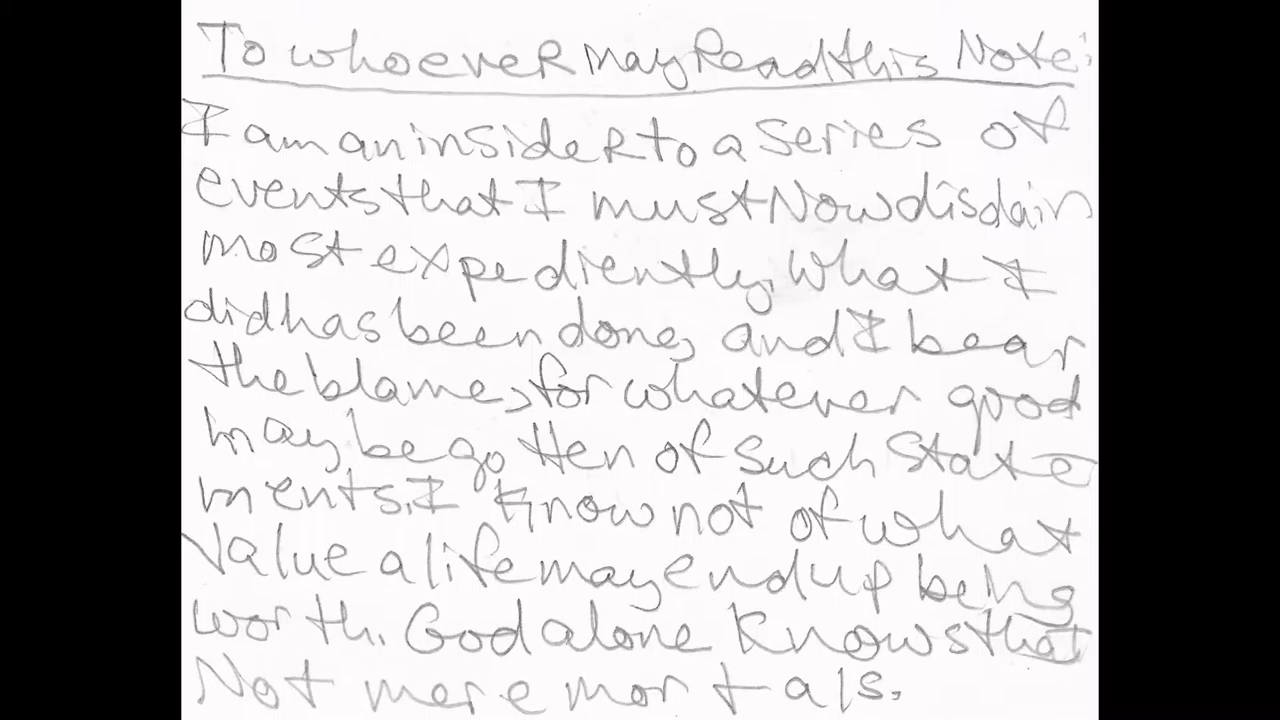 To whoever may Read this Note:
I am an insider to a series of
events that I must Now disdain
most expediently. What I
did has been done, and I bear
the blame, for whatever good
may be gotten of such State
ments. I know not of what
Value a life may end up being
worth. God alone knows that
Not mere mortals.